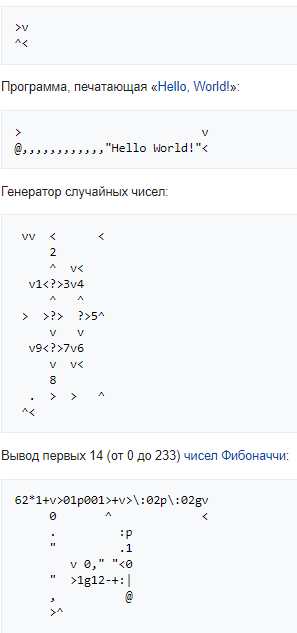 >v
^<
Программа, печатающая «Hello, World!»:
>                              v
@,,,,,,,,,,,,"Hello World!"<
Генератор случайных чисел:
 vv  <      <
     2
     ^  v<
  v1<?>3v4
     ^   ^
 >  >?>  ?>5^
     v   v
  v9<?>7v6
     v  v<
     8
  .  >  >   ^
 ^<
Вывод первых 14 (от 0 до 233) чисел Фибоначчи:
62*1+v>01p001>+v>\:02p\:02gv
     0       ^             <
     .         :p
     "         .1
        v 0," "<0
     "  >1g12-+:|
     ,          @
     >^